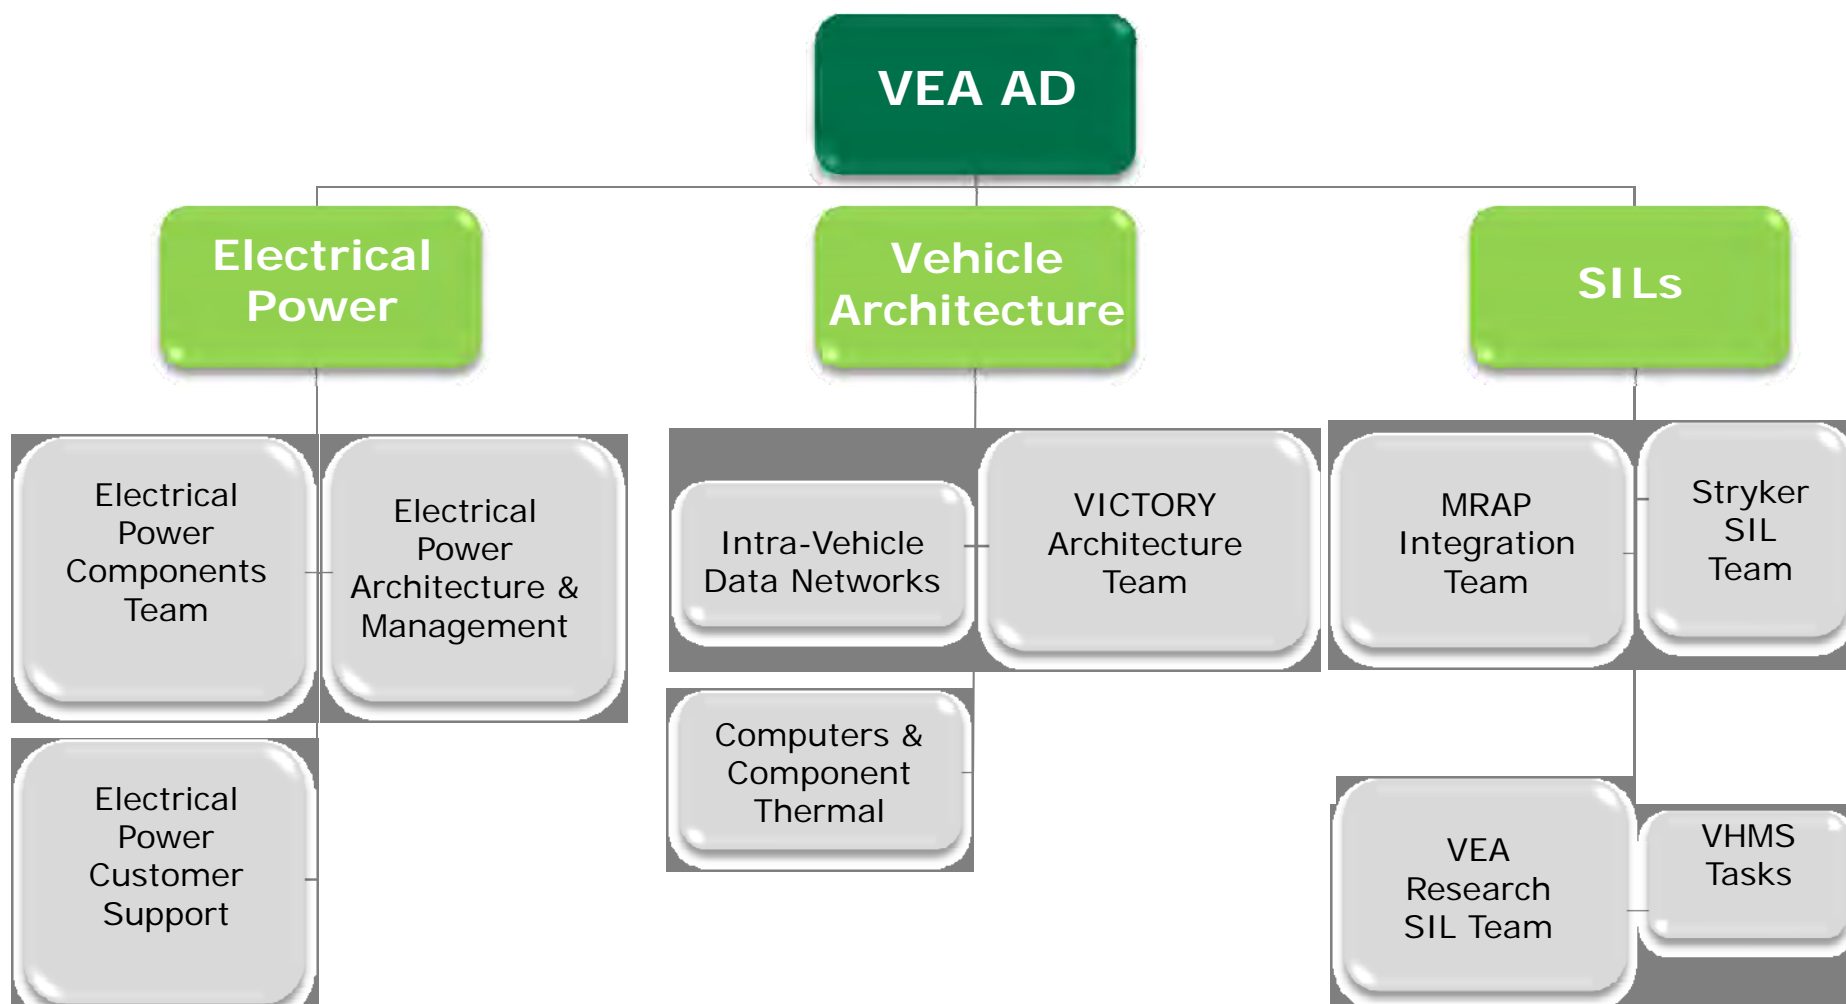 VEA AD
Electrical
Power
Vehicle
Architecture
SILs
Electrical
Power
Components
Team
Electrical
Power
Architecture &
Management
Electrical
Power
Customer
Support
Intra-Vehicle
Data Networks
VICTORY
Architecture
Team
Computers &
Component
Thermal
MRAP
Integration
Team
Stryker
SIL
Team
VEA
Research
SIL Team
VHMS
Tasks